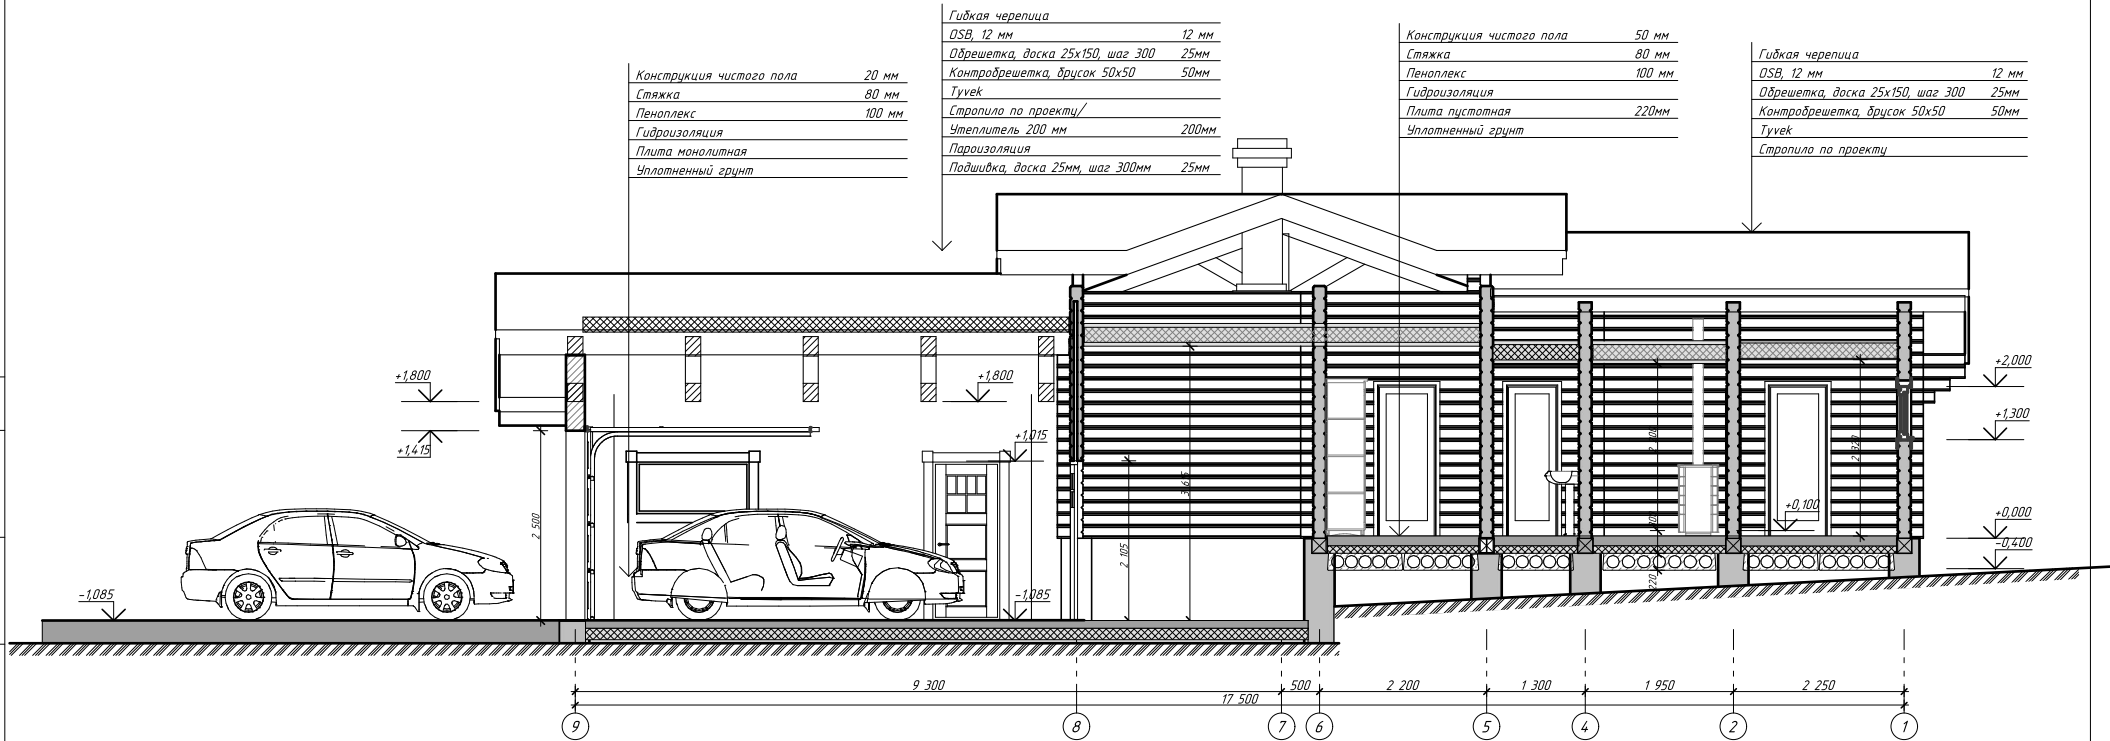 Гибкая черепица
OSB, 12 мм 12 мм
Обрешетка, доска 25х150, шаг 300 25мм
Контробрешетка, брусок 50х50 50мм
Tyvek
Стропило по проекту/
Утеплитель 200 мм 200мм
Пароизоляция
Подшивка, доска 25мм, шаг 300мм 25мм
Конструкция чистого пола 20 мм
Стяжка 80 мм
Пеноплекс 100 мм
Гидроизоляция
Плита монолитная
Уплотненный грунт
Конструкция чистого пола 50 мм
Стяжка 80 мм
Пеноплекс 100 мм
Гидроизоляция
Плита пустотная 220мм
Уплотненный грунт
Гибкая черепица
OSB, 12 мм 12 мм
Обрешетка, доска 25х150, шаг 300 25мм
Контробрешетка, брусок 50х50 50мм
Tyvek
Стропило по проекту
+1,800
+1,415
+1,800
+1,015
-1,085
-1,085
2 500
2 105
3 615
2 320
220
+0,100
+2,000
+1,300
+0,000
-0,400
9 300 500 2 200 1 300 1 950 2 250
17 500
9 8 7 6 5 4 2 1